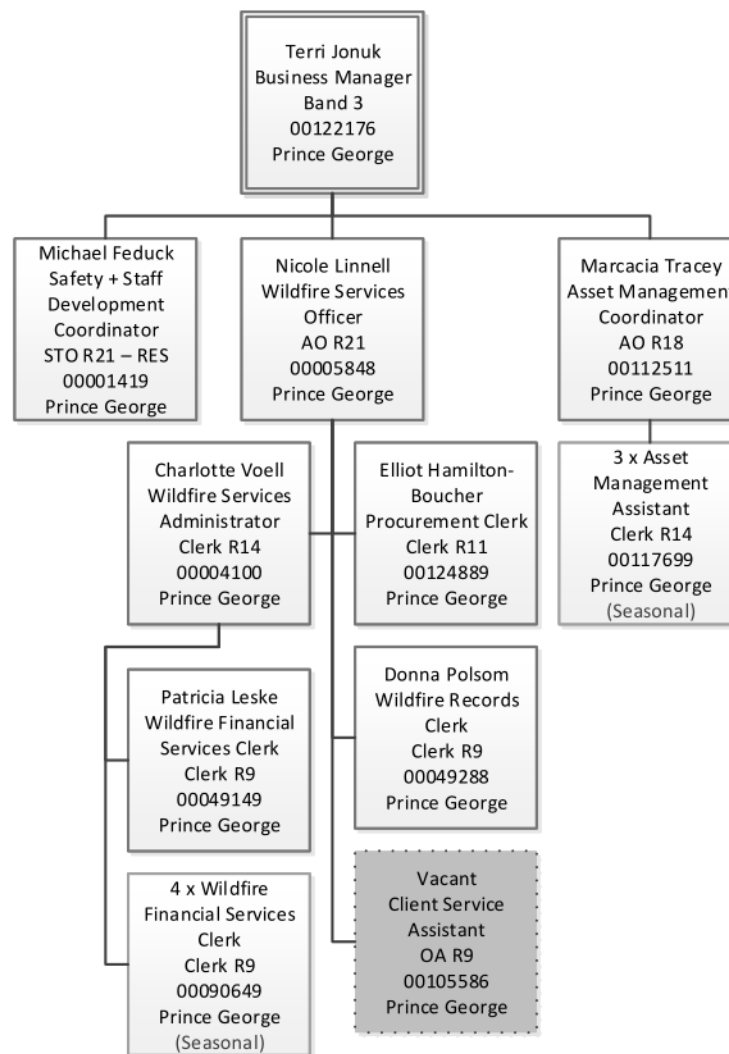 Terri Jonuk
Business Manager
Band 3
00122176
Prince George
Michael Feduck
Safety + Staff
Development
Coordinator
STO R21 – RES
00001419
Prince George
Nicole Linnell
Wildfire Services
Officer
AO R21
00005848
Prince George
Marcacia Tracey
Asset Management
Coordinator
AO R18
00112511
Prince George
Charlotte Voell
Wildfire Services
Administrator
Clerk R14
00004100
Prince George
Elliot Hamilton-
Boucher
Procurement Clerk
Clerk R11
00124889
Prince George
3 x Asset
Management
Assistant
Clerk R14
00117699
Prince George
(Seasonal)
Patricia Leske
Wildfire Financial
Services Clerk
Clerk R9
00049149
Prince George
Donna Polsom
Wildfire Records
Clerk
Clerk R9
00049288
Prince George
4 x Wildfire
Financial Services
Clerk
Clerk R9
00090649
Prince George
(Seasonal)
Vacant
Client Service
Assistant
OA R9
00105586
Prince George